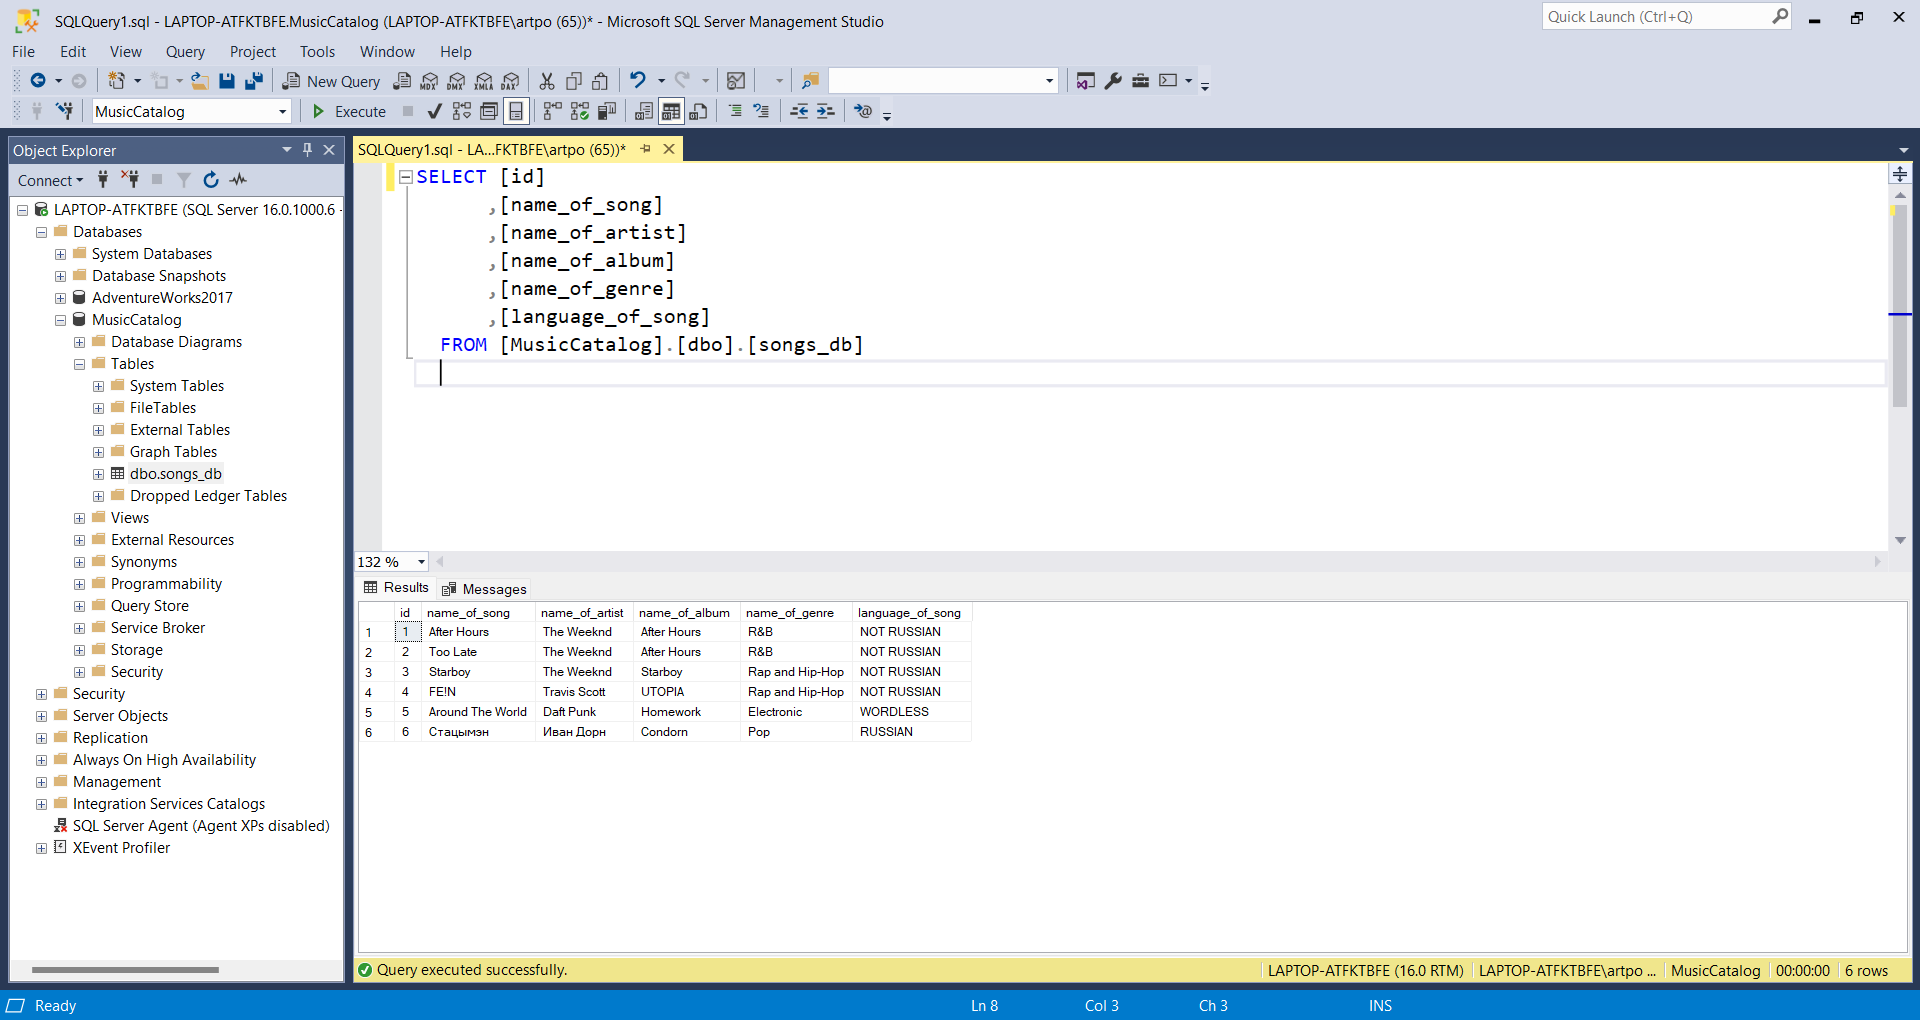 SQLQuery1.sql - LAPTOP-ATFKTBFE.MusicCatalog (LAPTOP-ATFKTBFE\artpo (65))* - Microsoft SQL Server Management Studio
Quick Launch (Ctrl+Q)
File Edit View Query Project Tools Window Help
New Query MDX DMX XMLA DAX
MusicCatalog Execute
Object Explorer
Connect
LAPTOP-ATFKTBFE (SQL Server 16.0.1000.6 -
Databases
System Databases
Database Snapshots
AdventureWorks2017
MusicCatalog
Database Diagrams
Tables
System Tables
FileTables
External Tables
Graph Tables
dbo.songs_db
Dropped Ledger Tables
Views
External Resources
Synonyms
Programmability
Query Store
Service Broker
Storage
Security
Security
Server Objects
Replication
Always On High Availability
Management
Integration Services Catalogs
SQL Server Agent (Agent XPs disabled)
XEvent Profiler
SQLQuery1.sql - LA...FKTBFE\artpo (65))*
SELECT [id]
,[name_of_song]
,[name_of_artist]
,[name_of_album]
,[name_of_genre]
,[language_of_song]
FROM [MusicCatalog].[dbo].[songs_db]
132 %
Results Messages
id name_of_song name_of_artist name_of_album name_of_genre language_of_song
1 1 After Hours The Weeknd After Hours R&B NOT RUSSIAN
2 2 Too Late The Weeknd After Hours R&B NOT RUSSIAN
3 3 Starboy The Weeknd Starboy Rap and Hip-Hop NOT RUSSIAN
4 4 FE!N Travis Scott UTOPIA Rap and Hip-Hop NOT RUSSIAN
5 5 Around The World Daft Punk Homework Electronic WORDLESS
6 6 Стацымэн Иван Дорн Condorn Pop RUSSIAN
Query executed successfully.
LAPTOP-ATFKTBFE (16.0 RTM) LAPTOP-ATFKTBFE\artpo ... MusicCatalog 00:00:00 6 rows
Ready Ln 8 Col 3 Ch 3 INS